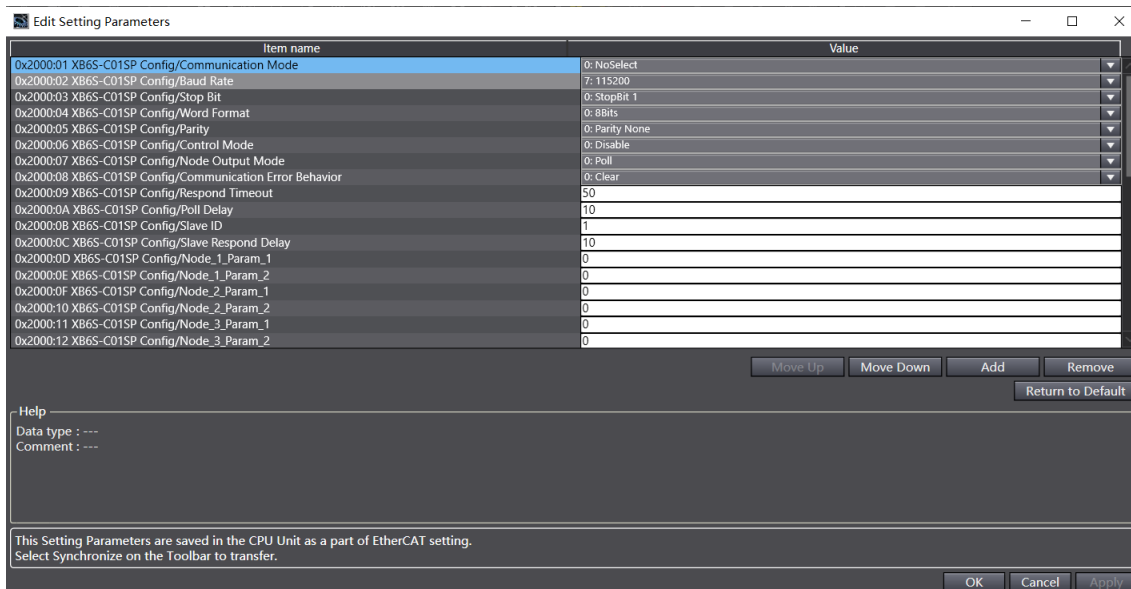 Edit Setting Parameters
Item name Value
0x2000:01 XB6S-C01SP Config/Communication Mode 0: NoSelect
0x2000:02 XB6S-C01SP Config/Baud Rate 7: 115200
0x2000:03 XB6S-C01SP Config/Stop Bit 0: StopBit 1
0x2000:04 XB6S-C01SP Config/Word Format 0: 8Bits
0x2000:05 XB6S-C01SP Config/Parity 0: Parity None
0x2000:06 XB6S-C01SP Config/Control Mode 0: Disable
0x2000:07 XB6S-C01SP Config/Node Output Mode 0: Poll
0x2000:08 XB6S-C01SP Config/Communication Error Behavior 0: Clear
0x2000:09 XB6S-C01SP Config/Respond Timeout 50
0x2000:0A XB6S-C01SP Config/Poll Delay 10
0x2000:0B XB6S-C01SP Config/Slave ID 1
0x2000:0C XB6S-C01SP Config/Slave Respond Delay 10
0x2000:0D XB6S-C01SP Config/Node_1_Param_1 0
0x2000:0E XB6S-C01SP Config/Node_1_Param_2 0
0x2000:0F XB6S-C01SP Config/Node_2_Param_1 0
0x2000:10 XB6S-C01SP Config/Node_2_Param_2 0
0x2000:11 XB6S-C01SP Config/Node_3_Param_1 0
0x2000:12 XB6S-C01SP Config/Node_3_Param_2 0
Move Up Move Down Add Remove
Return to Default
Help
Data type : ---
Comment : ---
This Setting Parameters are saved in the CPU Unit as a part of EtherCAT setting.
Select Synchronize on the Toolbar to transfer.
OK Cancel Apply